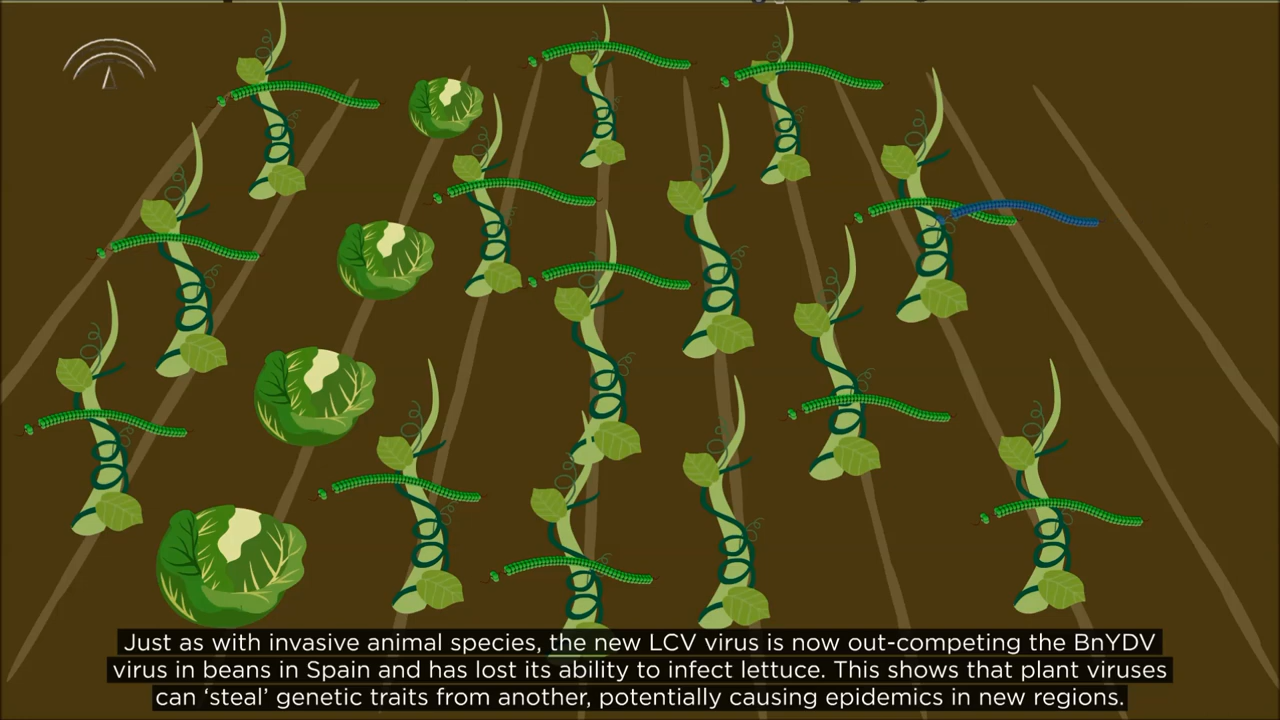 Just as with invasive animal species, the new LCV virus is now out-competing the BnYDV
virus in beans in Spain and has lost its ability to infect lettuce. This shows that plant viruses
can ‘steal’ genetic traits from another, potentially causing epidemics in new regions.